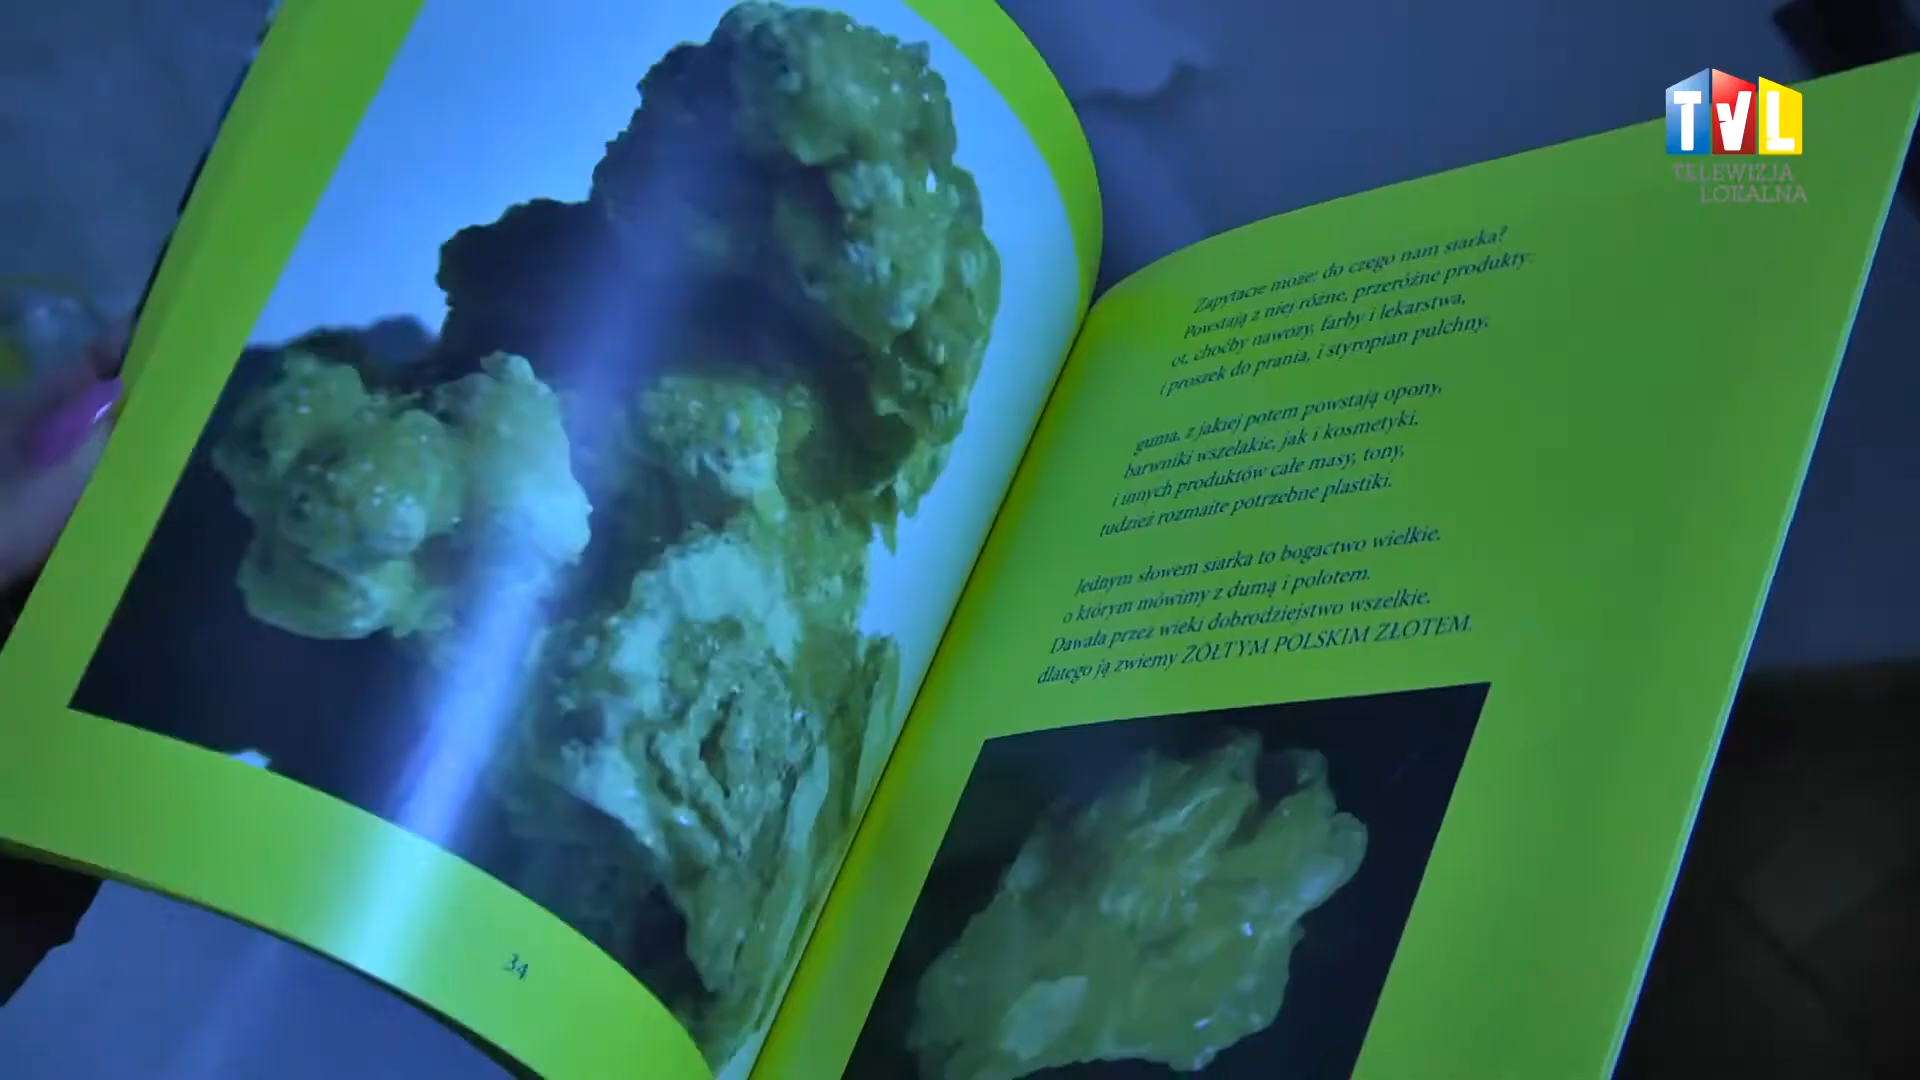 TVL
TELEWIZJA
LOKALNA
Zapytacie może: do czego nam siarka?
Powstają z niej różne, przeróżne produkty:
ot, choćby nawozy, farby i lekarstwa,
i proszek do prania, i styropian pulchny,
guma, z jakiej potem powstają opony,
barwniki wszelakie, jak i kosmetyki,
i innych produktów całe masy, tony,
tudzież rozmaite potrzebne plastiki.
Jednym słowem siarka to bogactwo wielkie,
o którym mówimy z dumą i polotem.
Dawała przez wieki dobrodziejstwo wszelkie,
dlatego ją zwiemy ŻÓŁTYM POLSKIM ZŁOTEM.
34